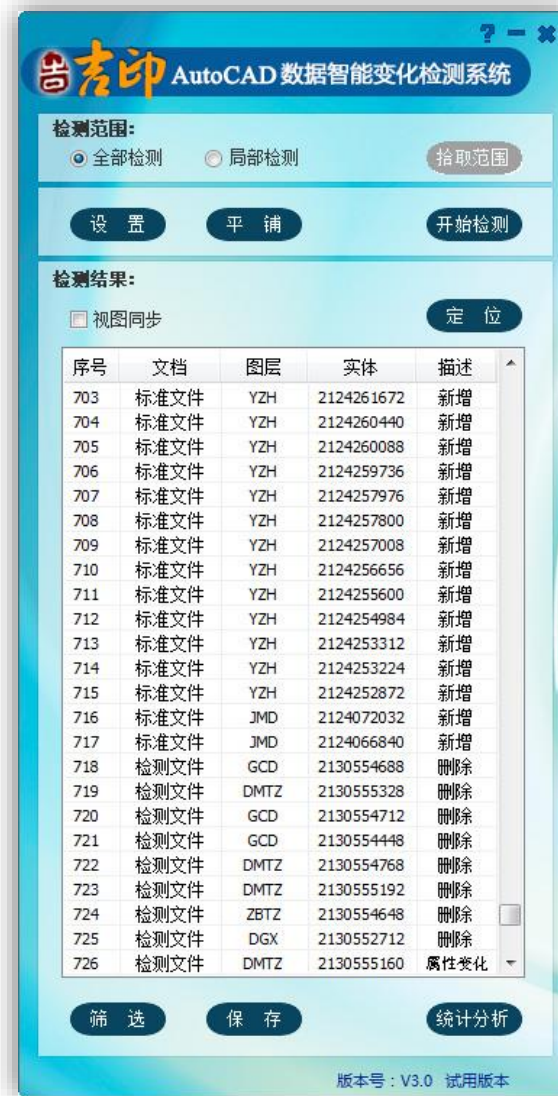 ? － ✖
吉 吉印 AutoCAD 数据智能变化检测系统
检测范围:
全部检测 局部检测 拾取范围
设 置 平 铺 开始检测
检测结果:
视图同步 定 位
序号 文档 图层 实体 描述
703 标准文件 YZH 2124261672 新增
704 标准文件 YZH 2124260440 新增
705 标准文件 YZH 2124260088 新增
706 标准文件 YZH 2124259736 新增
707 标准文件 YZH 2124257976 新增
708 标准文件 YZH 2124257800 新增
709 标准文件 YZH 2124257008 新增
710 标准文件 YZH 2124256656 新增
711 标准文件 YZH 2124255600 新增
712 标准文件 YZH 2124254984 新增
713 标准文件 YZH 2124253312 新增
714 标准文件 YZH 2124253224 新增
715 标准文件 YZH 2124252872 新增
716 标准文件 JMD 2124072032 新增
717 标准文件 JMD 2124066840 新增
718 检测文件 GCD 2130554688 删除
719 检测文件 DMTZ 2130555328 删除
720 检测文件 GCD 2130554712 删除
721 检测文件 GCD 2130554448 删除
722 检测文件 DMTZ 2130554768 删除
723 检测文件 DMTZ 2130555192 删除
724 检测文件 ZBTZ 2130554648 删除
725 检测文件 DGX 2130552712 删除
726 检测文件 DMTZ 2130555160 属性变化
筛 选 保 存 统计分析
版本号：V3.0 试用版本